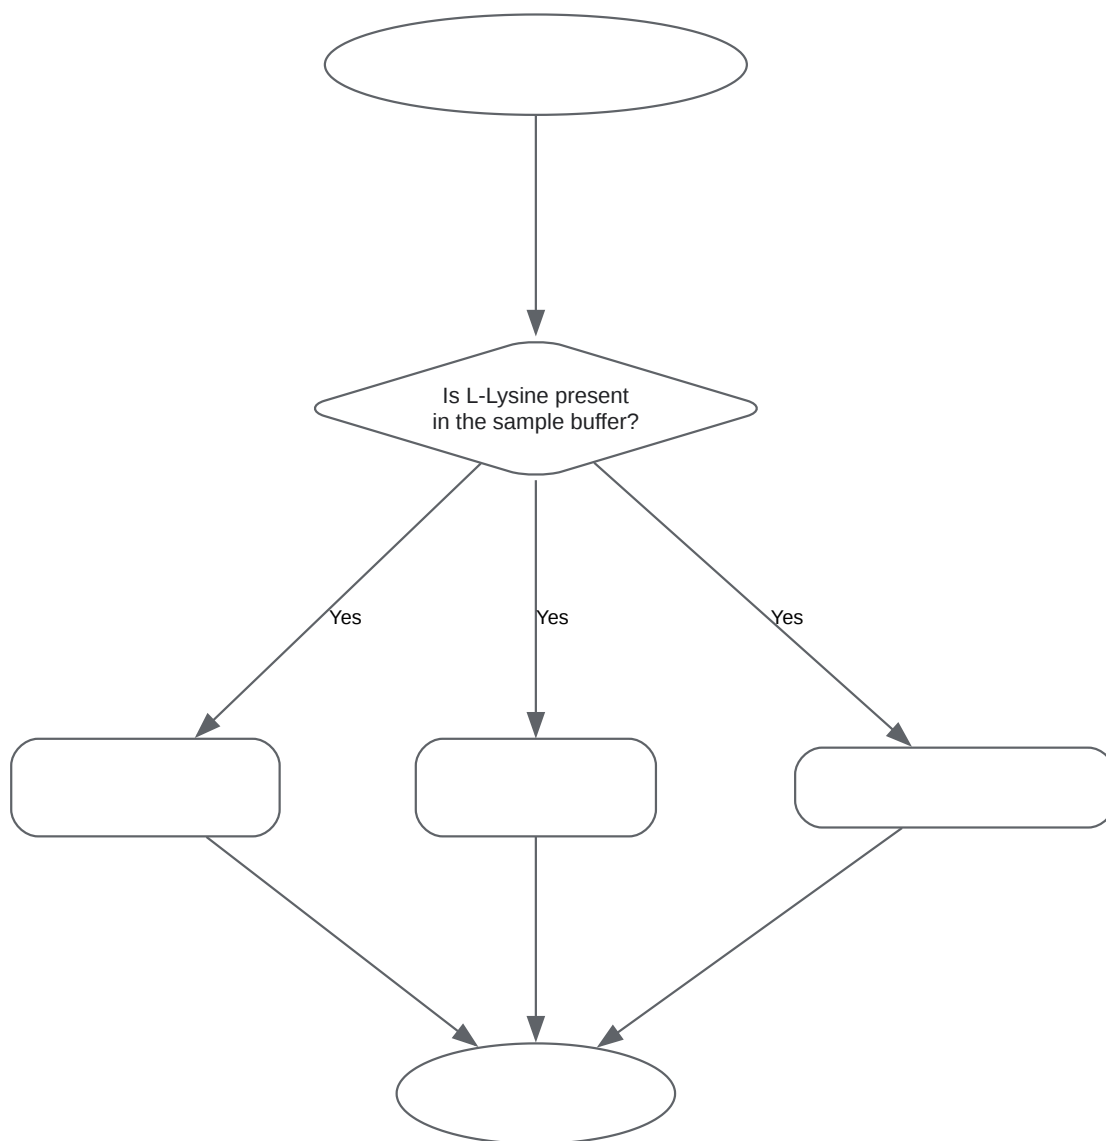 Is L-Lysine present
in the sample buffer?
Yes
Yes
Yes